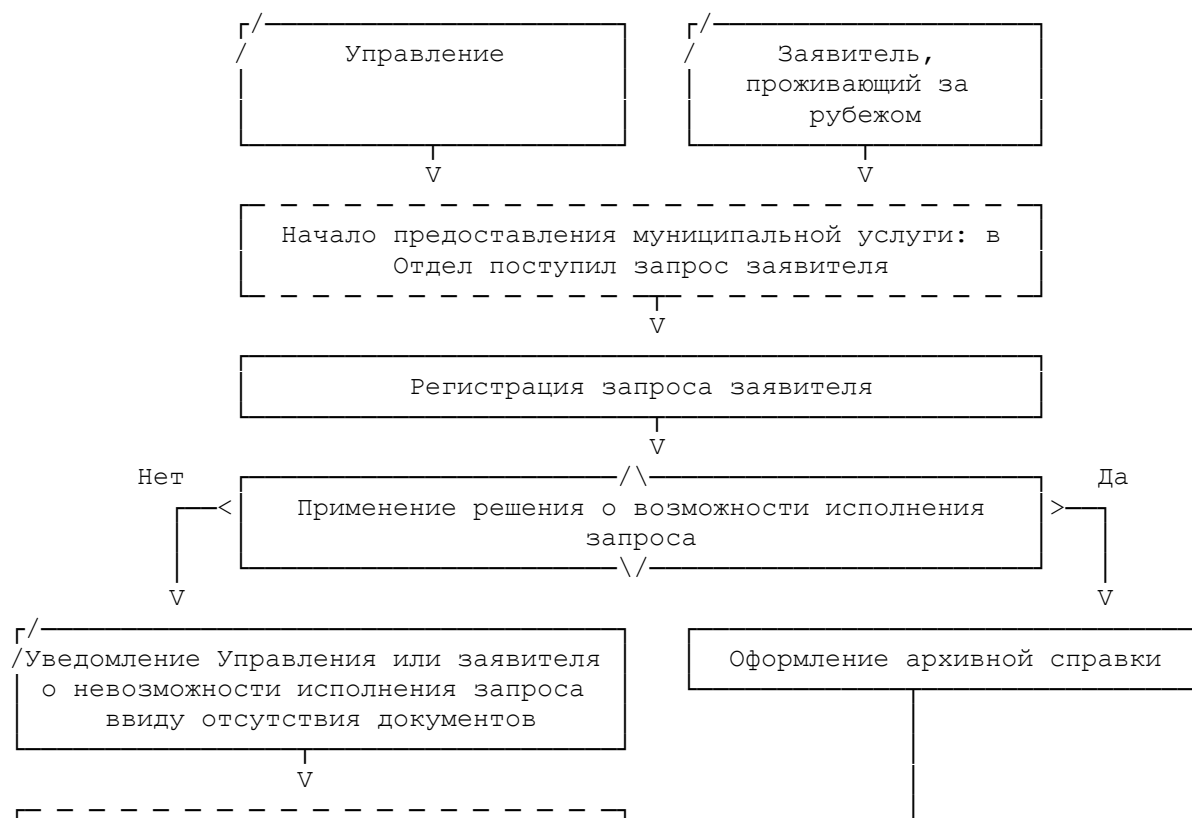 Управление
Заявитель,
проживающий за
рубежом
Начало предоставления муниципальной услуги: в
Отдел поступил запрос заявителя
Регистрация запроса заявителя
Нет
Да
Применение решения о возможности исполнения
запроса
Уведомление Управления или заявителя
о невозможности исполнения запроса
ввиду отсутствия документов
Оформление архивной справки